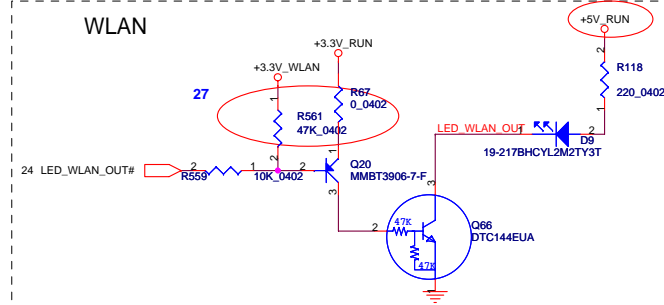 WLAN
+5V_RUN
+3.3V_RUN
+3.3V_WLAN
2
R118
220_0402
1
27
1
2
R67
0_0402
R561
47K_0402
LED_WLAN_OUT
1
2
D9
19-217BHCYL2M2TY3T
2
1
Q20
MMBT3906-7-F
24 LED_WLAN_OUT#
2
R559
1
10K_0402
2
3
3
2
47K
Q66
DTC144EUA
47K
1